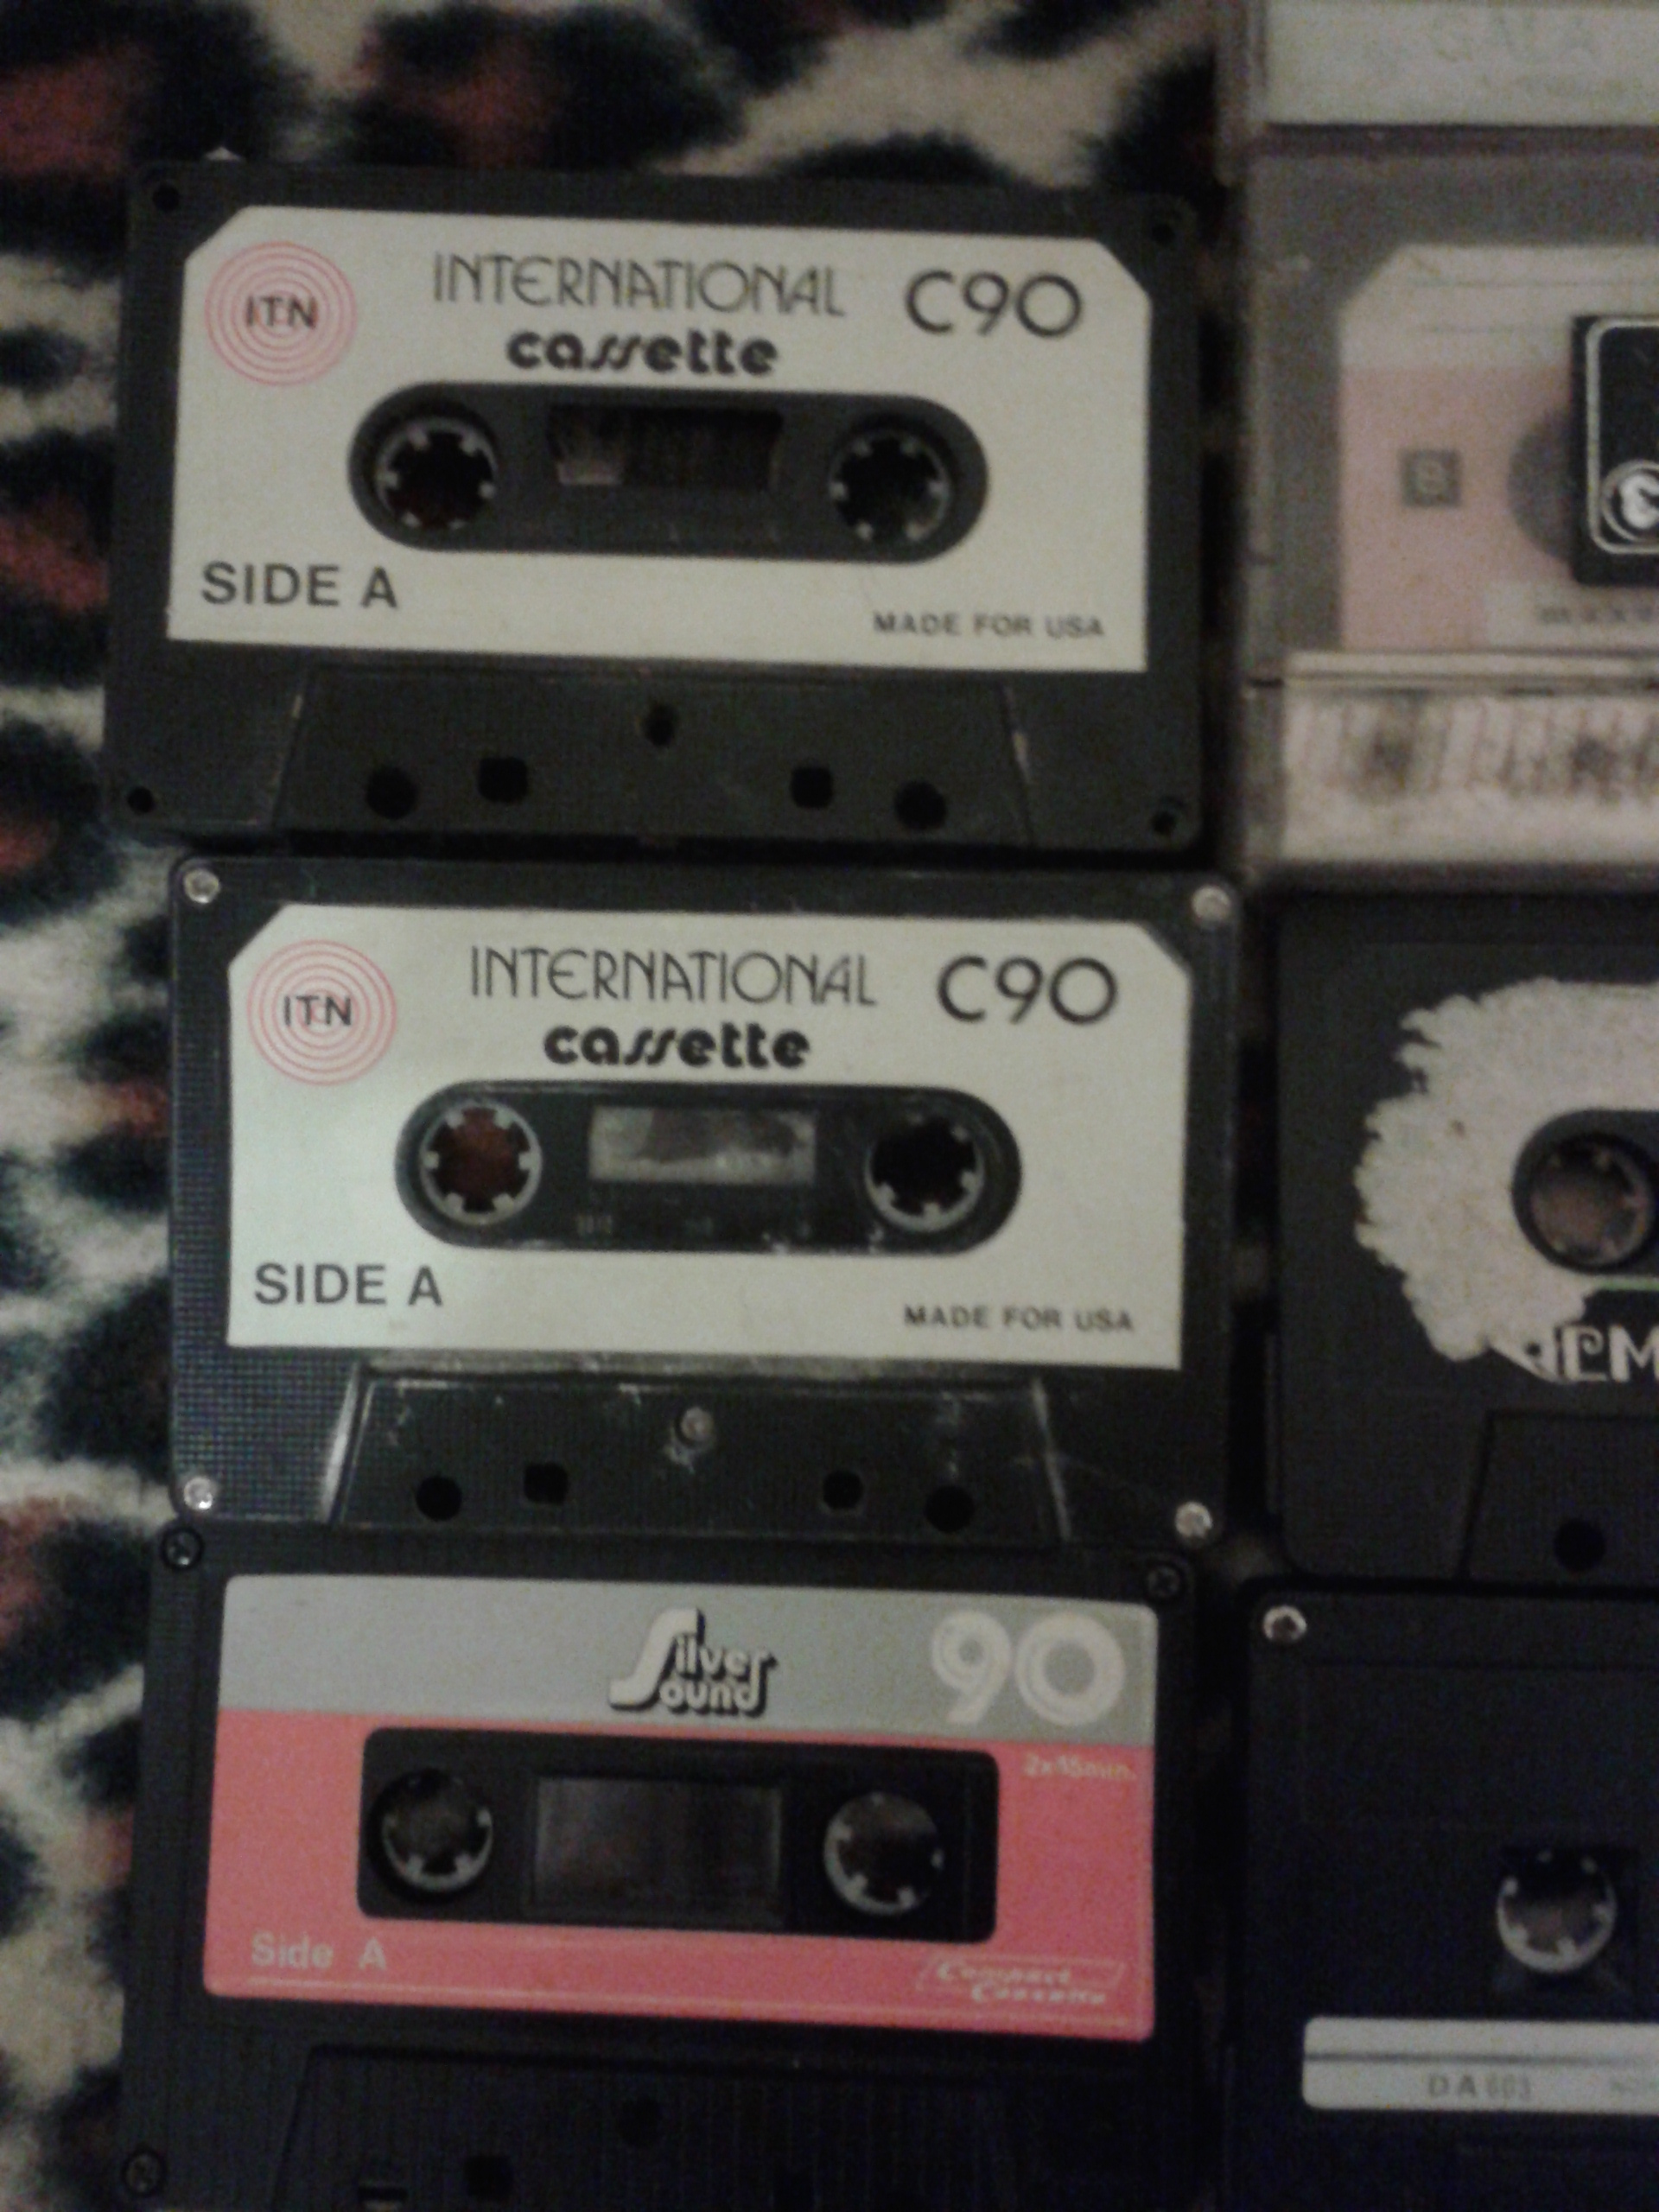 ITN
INTERNATIONAL C90
cassette
SIDE A
MADE FOR USA
B
ITN
INTERNATIONAL C90
cassette
SIDE A
MADE FOR USA
Silver
Sound
90
2x45min.
Side A
Compact
Cassette
DA 603